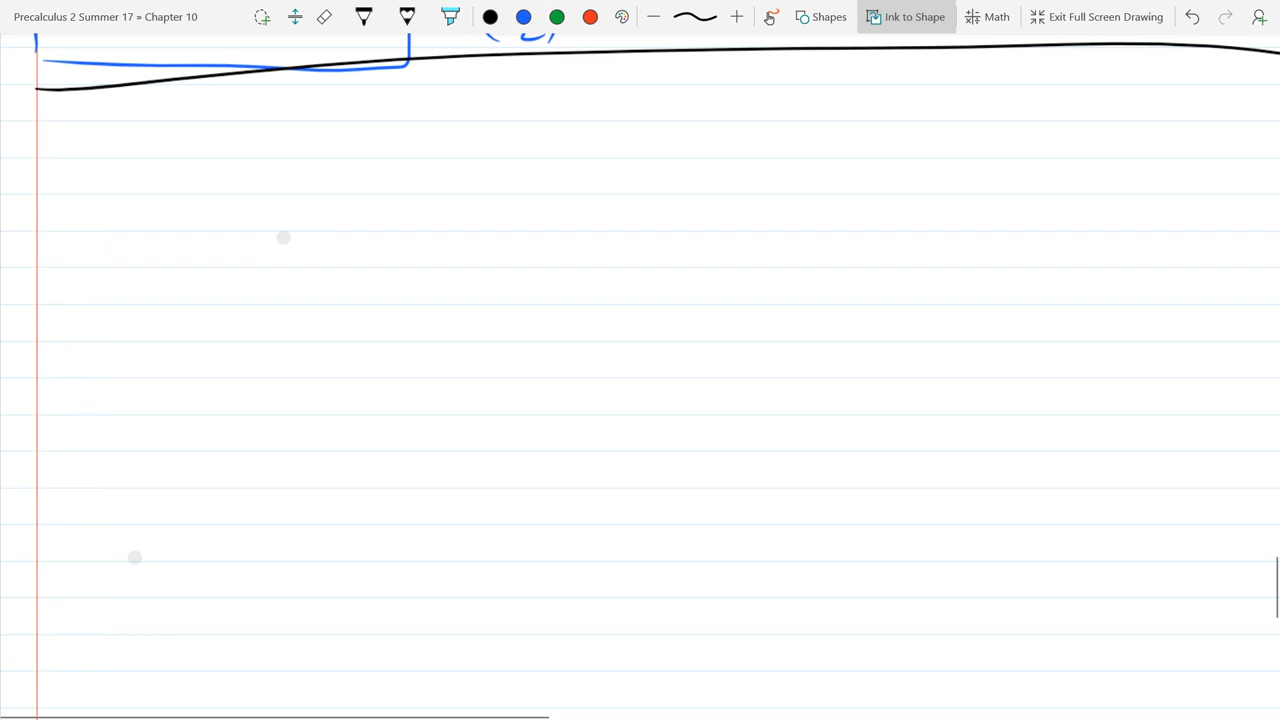 Precalculus 2 Summer 17 » Chapter 10
Shapes
Ink to Shape
Math
Exit Full Screen Drawing